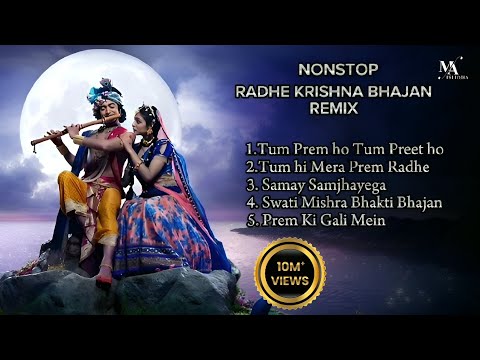 NONSTOP
RADHE KRISHNA BHAJAN
REMIX
1.Tum Prem ho Tum Preet ho
2.Tum hi Mera Prem Radhe
3. Samay Samjhayega
4. Swati Mishra Bhakti Bhajan
5. Prem Ki Gali Mein
10M+
VIEWS